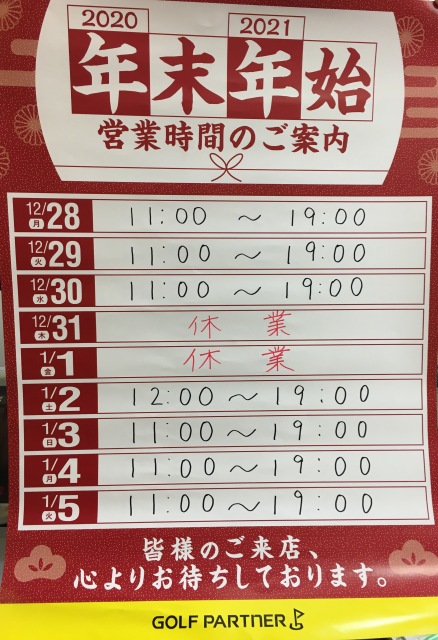 2020 2021
年末年始
営業時間のご案内
12/28 月 11:00 ～ 19:00
12/29 火 11:00 ～ 19:00
12/30 水 11:00 ～ 19:00
12/31 木 休業
1/1 金 休業
1/2 土 12:00～19:00
1/3 日 11:00～19:00
1/4 月 11:00～19:00
1/5 火 11:00～19:00
皆様のご来店、
心よりお待ちしております。
GOLF PARTNER